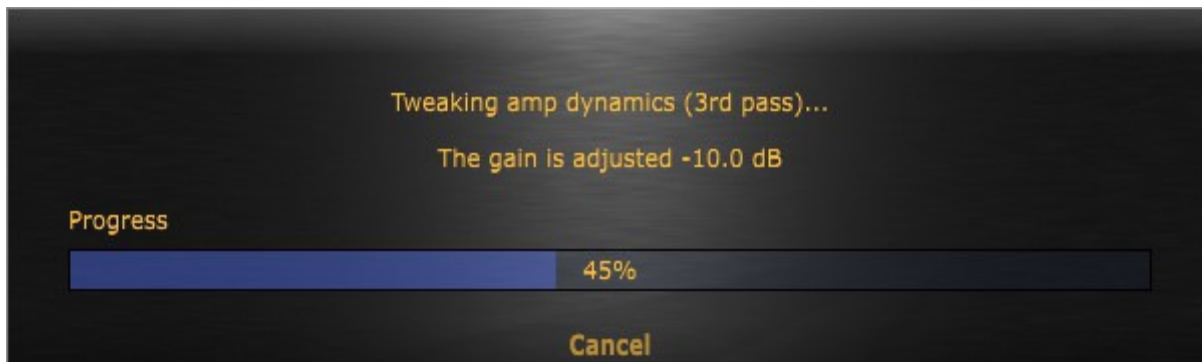 Tweaking amp dynamics (3rd pass)...
The gain is adjusted -10.0 dB
Progress
45%
Cancel